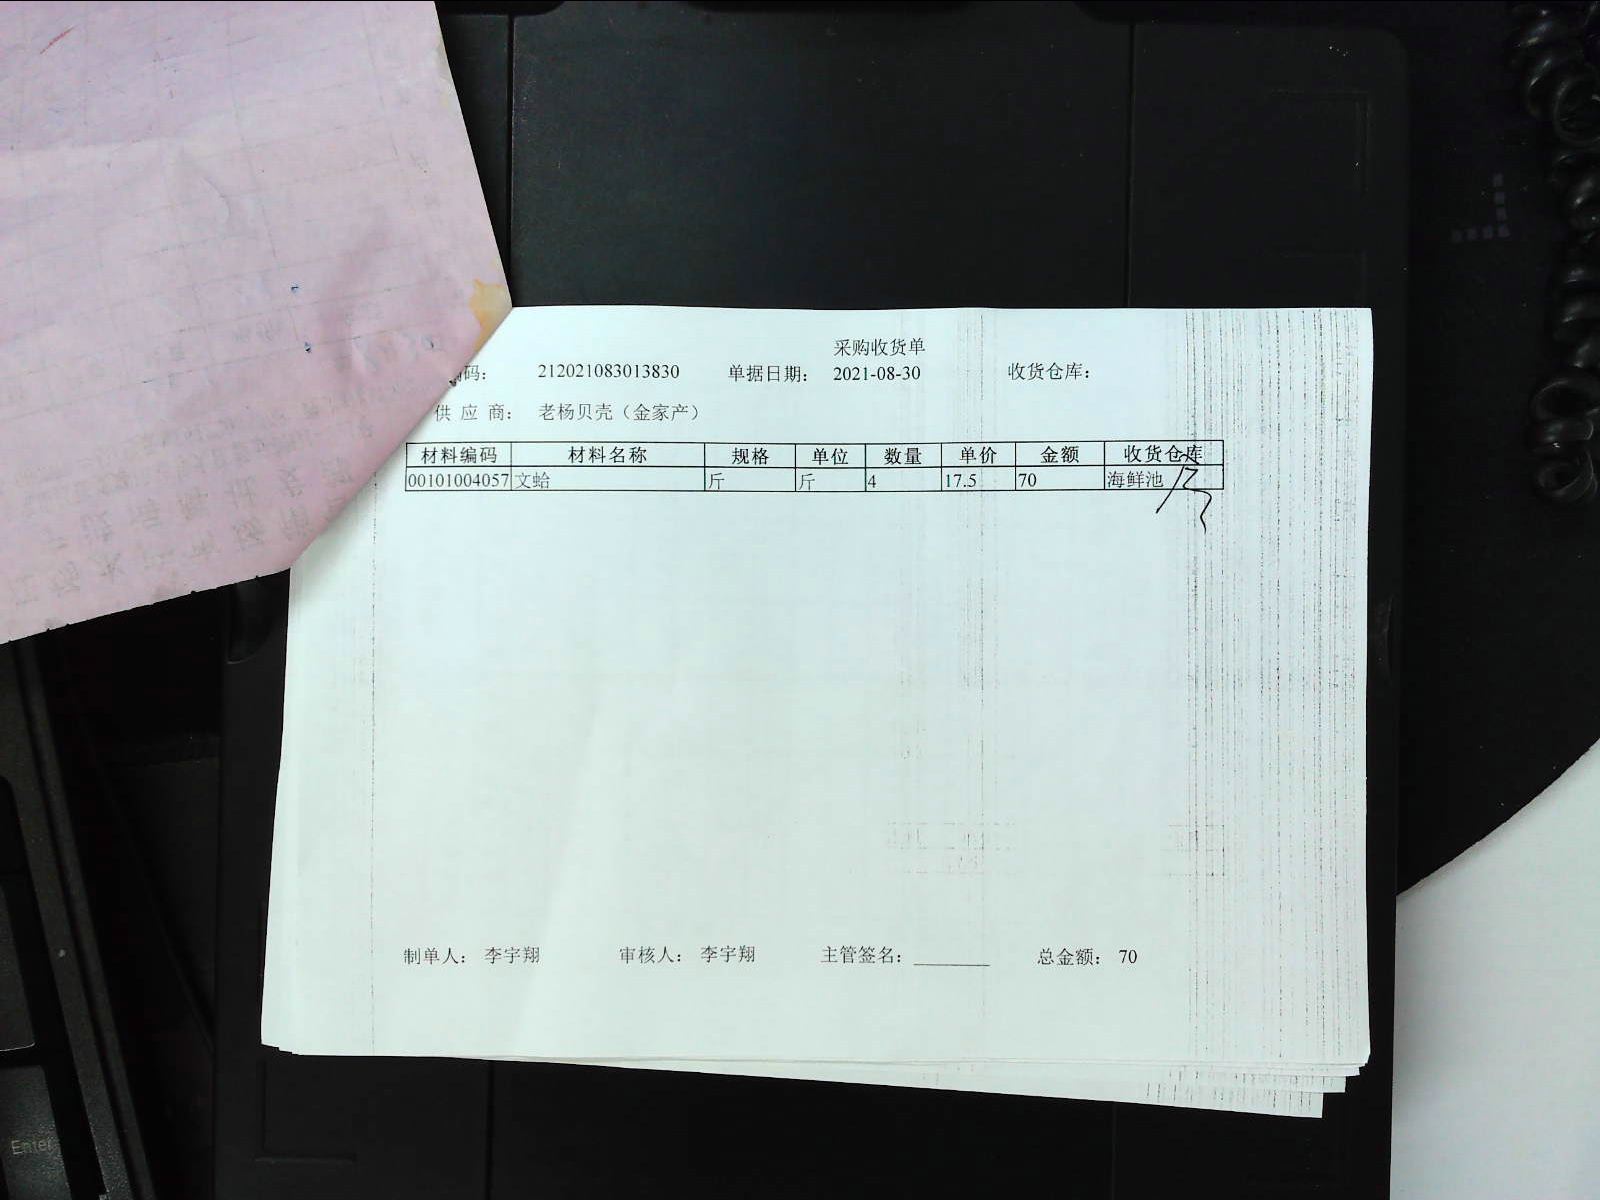 采购收货单
码： 212021083013830 单据日期： 2021-08-30 收货仓库：
供 应 商： 老杨贝壳（金家产）
材料编码 材料名称 规格 单位 数量 单价 金额 收货仓库
00101004057 文蛤 斤 斤 4 17.5 70 海鲜池
制单人： 李宇翔 审核人： 李宇翔 主管签名： 总金额： 70
Enter